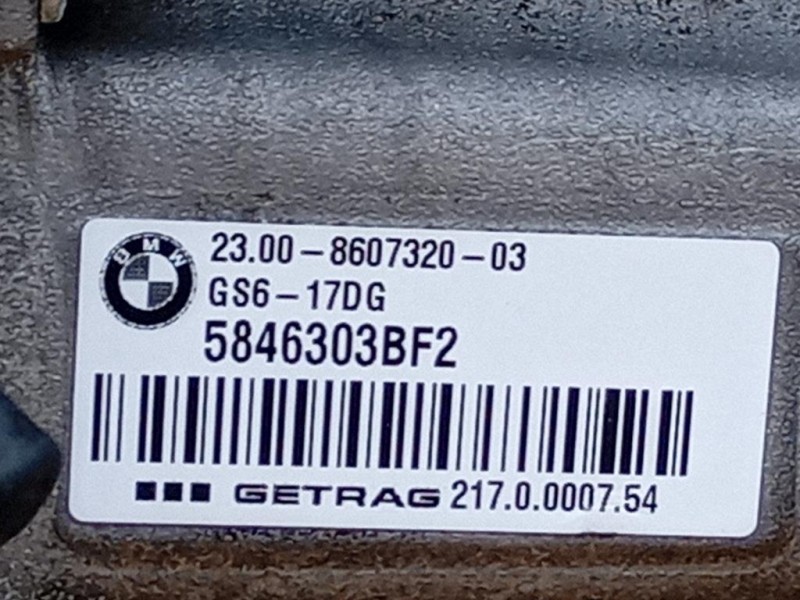 BMW
23.00-8607320-03
GS6-17DG
5846303BF2
GETRAG 217.0.0007.54